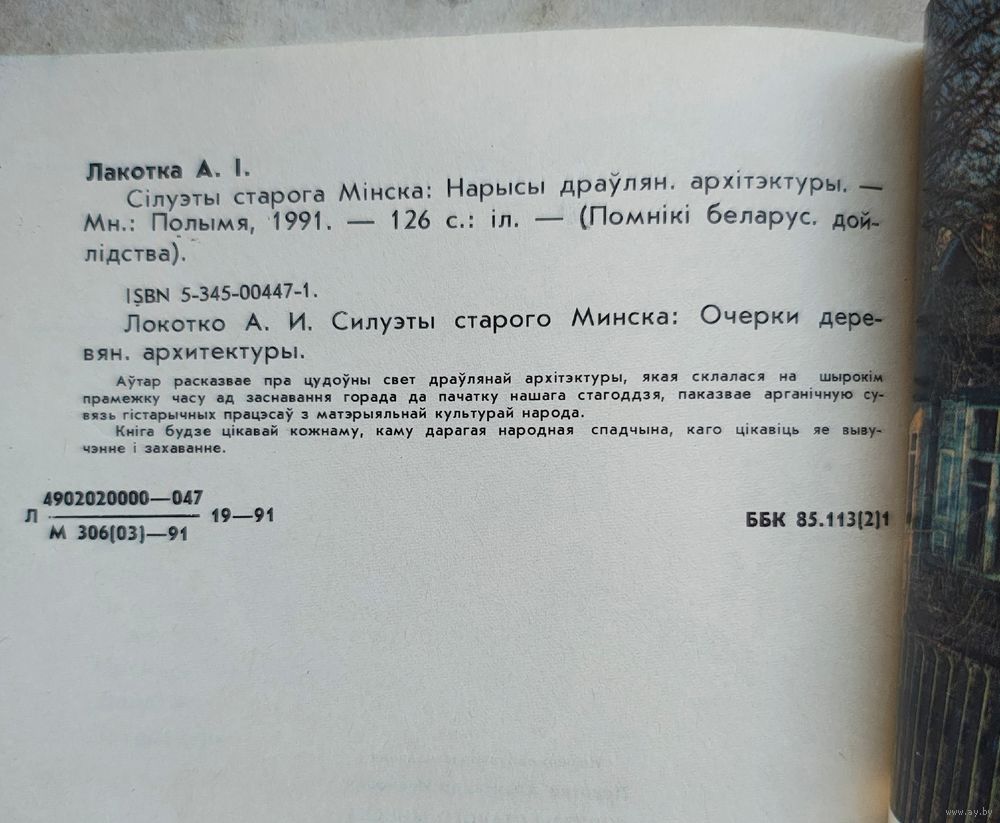 Лакотка А. І.
Сілуэты старога Мінска: Нарысы драўлян. архітэктуры. —
Мн.: Полымя, 1991. — 126 с.: іл. — (Помнікі беларус. дой-
лідства).
ISBN 5-345-00447-1.
Локотко А. И. Силуэты старого Минска: Очерки дере-
вян. архитектуры.
Аўтар расказвае пра цудоўны свет драўлянай архітэктуры, якая склалася на шырокім
прамежку часу ад заснавання горада да пачатку нашага стагоддзя, паказвае арганічную су-
вязь гістарычных працэсаў з матэрыяльнай культурай народа.
Кніга будзе цікавай кожнаму, каму дарагая народная спадчына, каго цікавіць яе выву-
чэнне і захаванне.
4902020000—047
Л 19—91
М 306(03)—91
ББК 85.113(2)1
www.ay.by